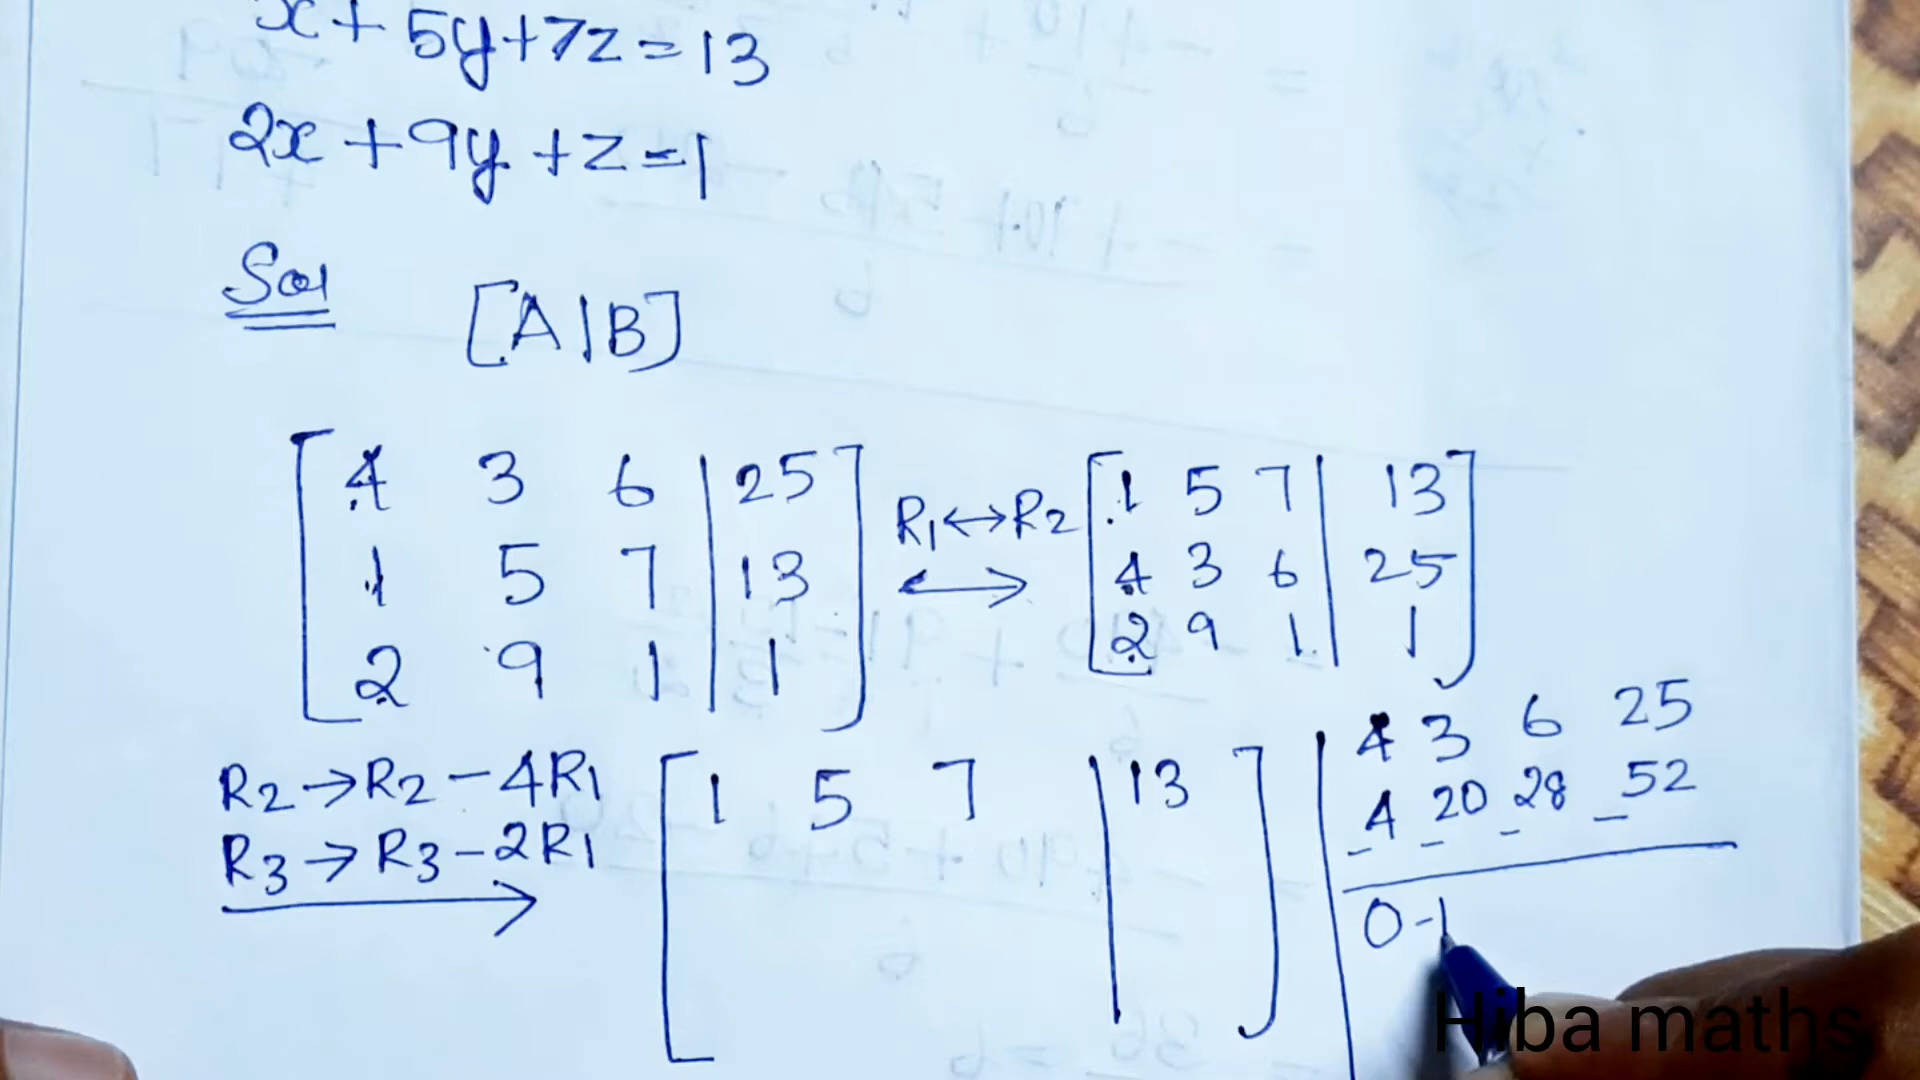 x + 5y + 7z = 13
2x + 9y + z = 1
Sol
[A|B]
4 3 6 | 25
1 5 7 | 13
2 9 1 | 1
R1 ↔ R2
1 5 7 | 13
4 3 6 | 25
2 9 1 | 1
R2 → R2 - 4R1
R3 → R3 - 2R1
1 5 7 | 13
4 3 6 25
4 20 28 52
- - - -
0 -1
Hiba maths